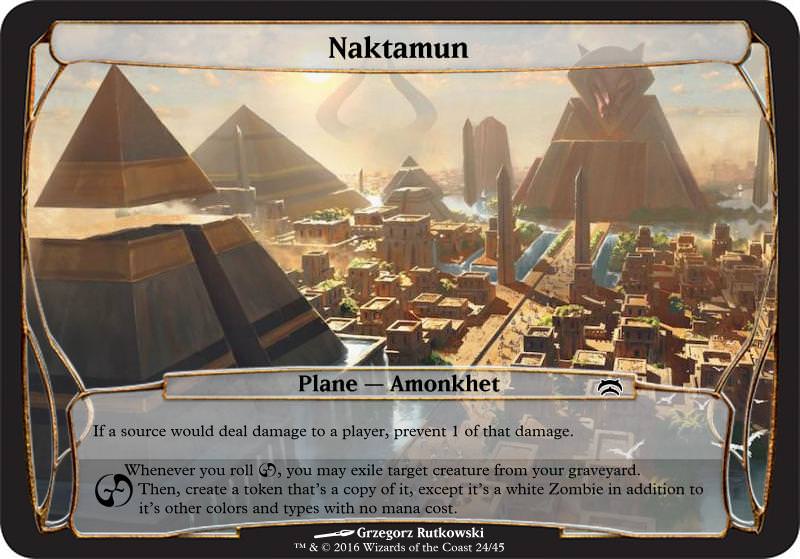 Naktamun
Plane — Amonkhet
If a source would deal damage to a player, prevent 1 of that damage.
Whenever you roll , you may exile target creature from your graveyard.
Then, create a token that's a copy of it, except it's a white Zombie in addition to
it's other colors and types with no mana cost.
Grzegorz Rutkowski
™ & © 2016 Wizards of the Coast 24/45